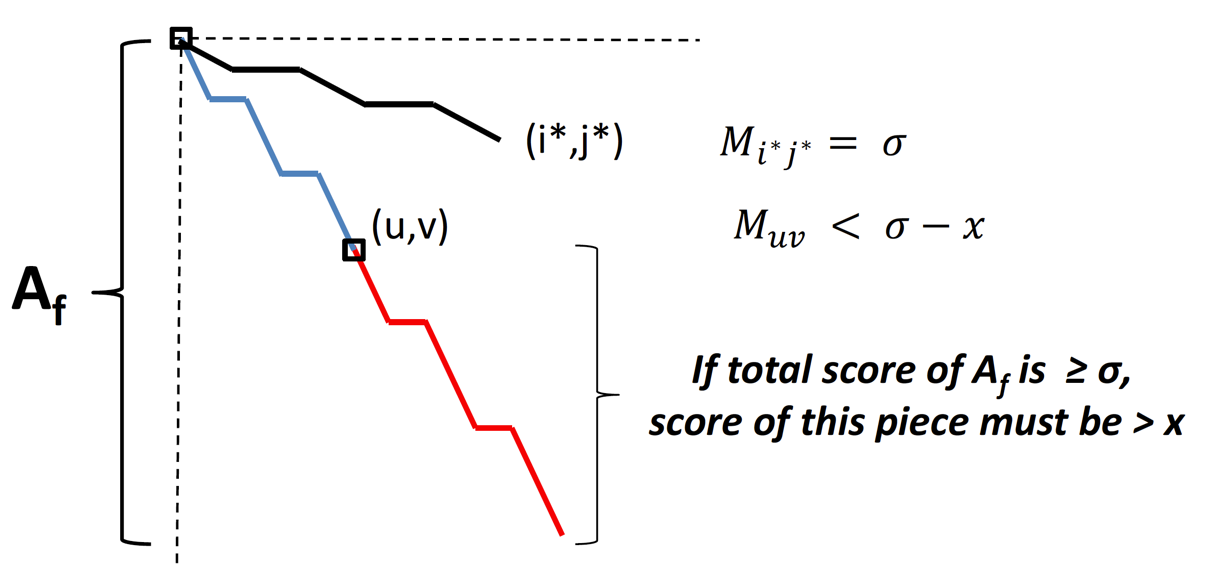 (i*,j*)
M_{i*j*} = σ
(u,v)
M_{uv} < σ − x
A_f
If total score of A_f is ≥ σ,
score of this piece must be > x